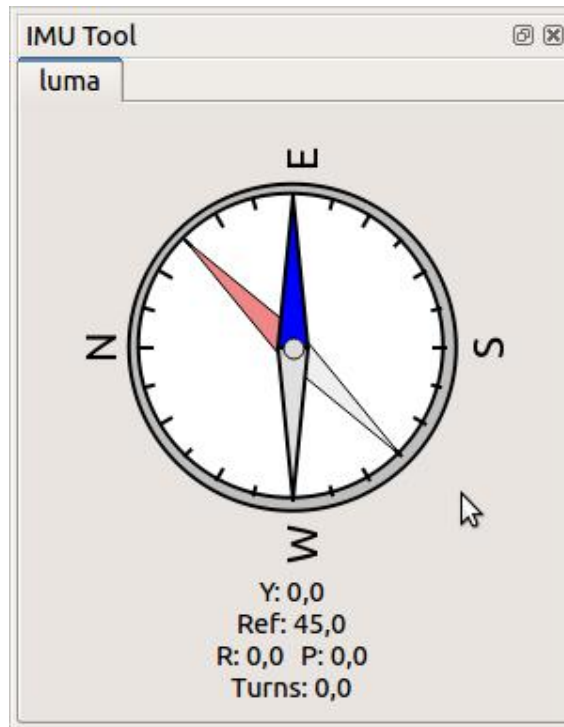 IMU Tool
luma
E
N
S
W
Y: 0,0
Ref: 45,0
R: 0,0 P: 0,0
Turns: 0,0